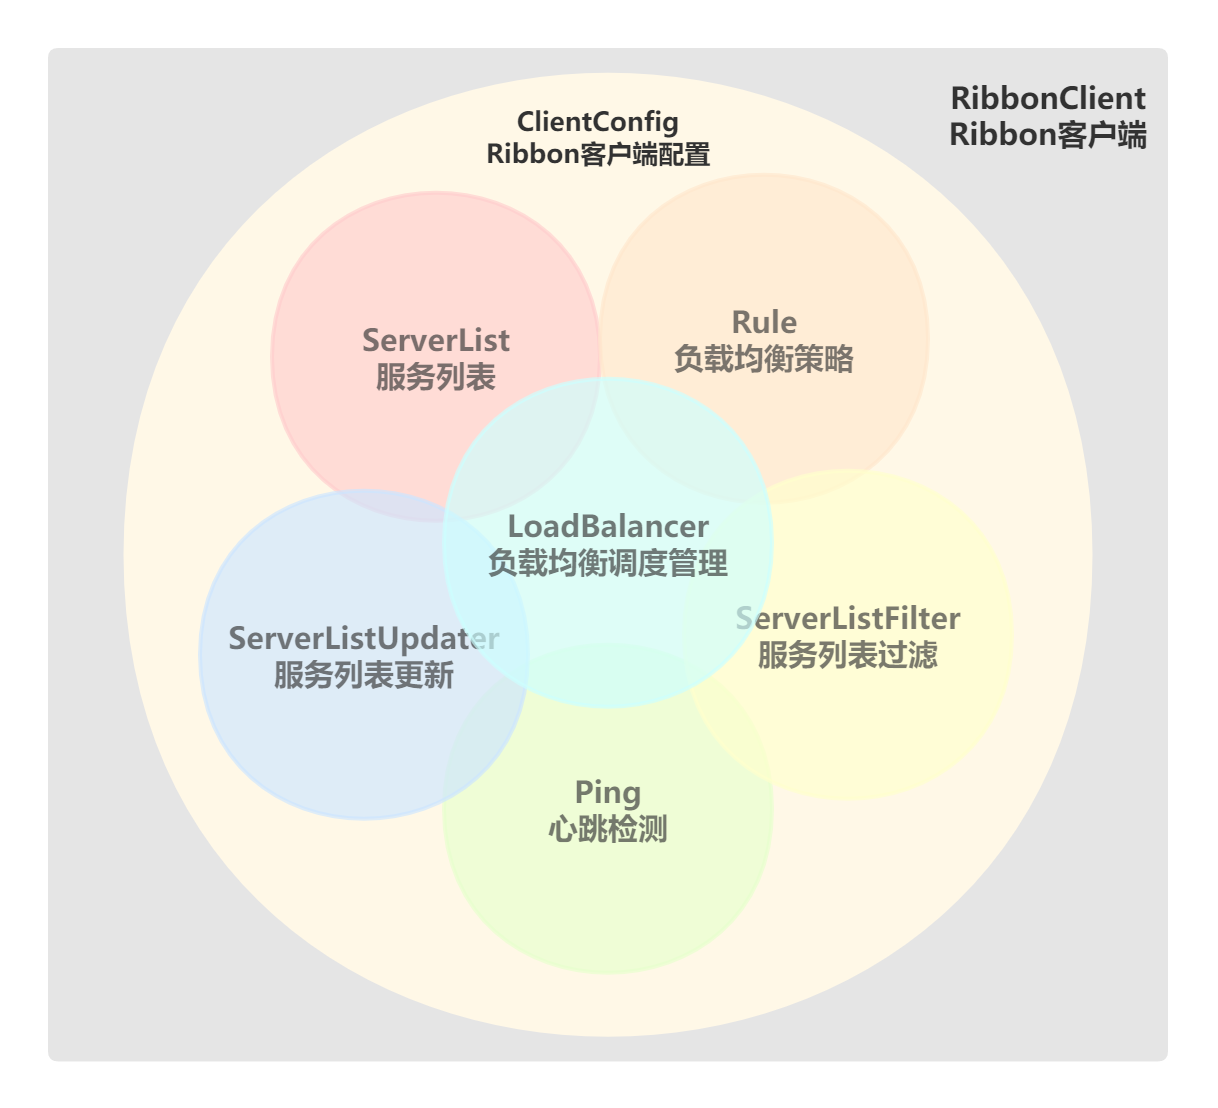 RibbonClient
Ribbon客户端
ClientConfig
Ribbon客户端配置
ServerList
服务列表
Rule
负载均衡策略
LoadBalancer
负载均衡调度管理
ServerListUpdater
服务列表更新
ServerListFilter
服务列表过滤
Ping
心跳检测